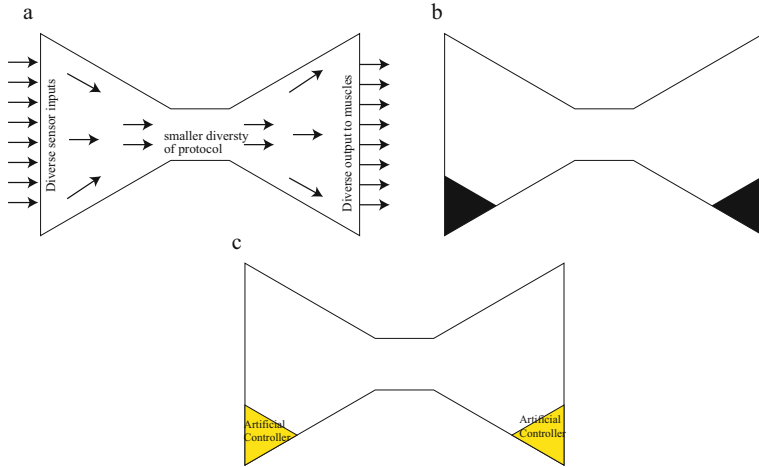 a
b
Diverse sensor inputs
smaller diversty
of protocol
Diverse output to muscles
c
Artificial
Controller
Artificial
Controller